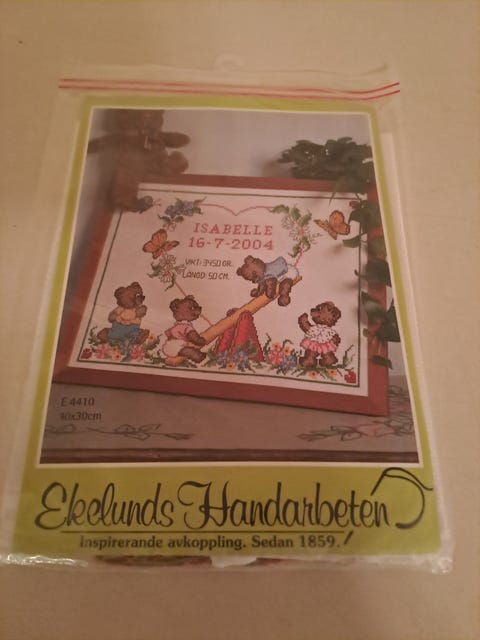 ISABELLE
16-7-2004
VIKT: 3450 GR.
LÄNGD: 50 CM.
E 4410
40x30cm
Ekelunds Handarbeten
inspirerande avkoppling. Sedan 1859.